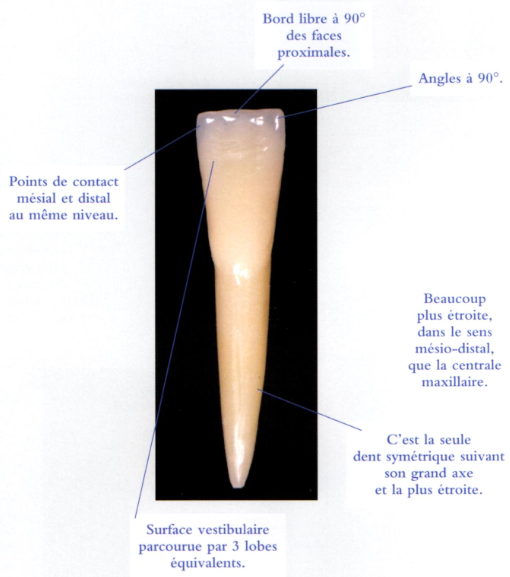 Bord libre à 90°
des faces
proximales.
Angles à 90°.
Points de contact
mésial et distal
au même niveau.
Beaucoup
plus étroite,
dans le sens
mésio-distal,
que la centrale
maxillaire.
C'est la seule
dent symétrique suivant
son grand axe
et la plus étroite.
Surface vestibulaire
parcourue par 3 lobes
équivalents.